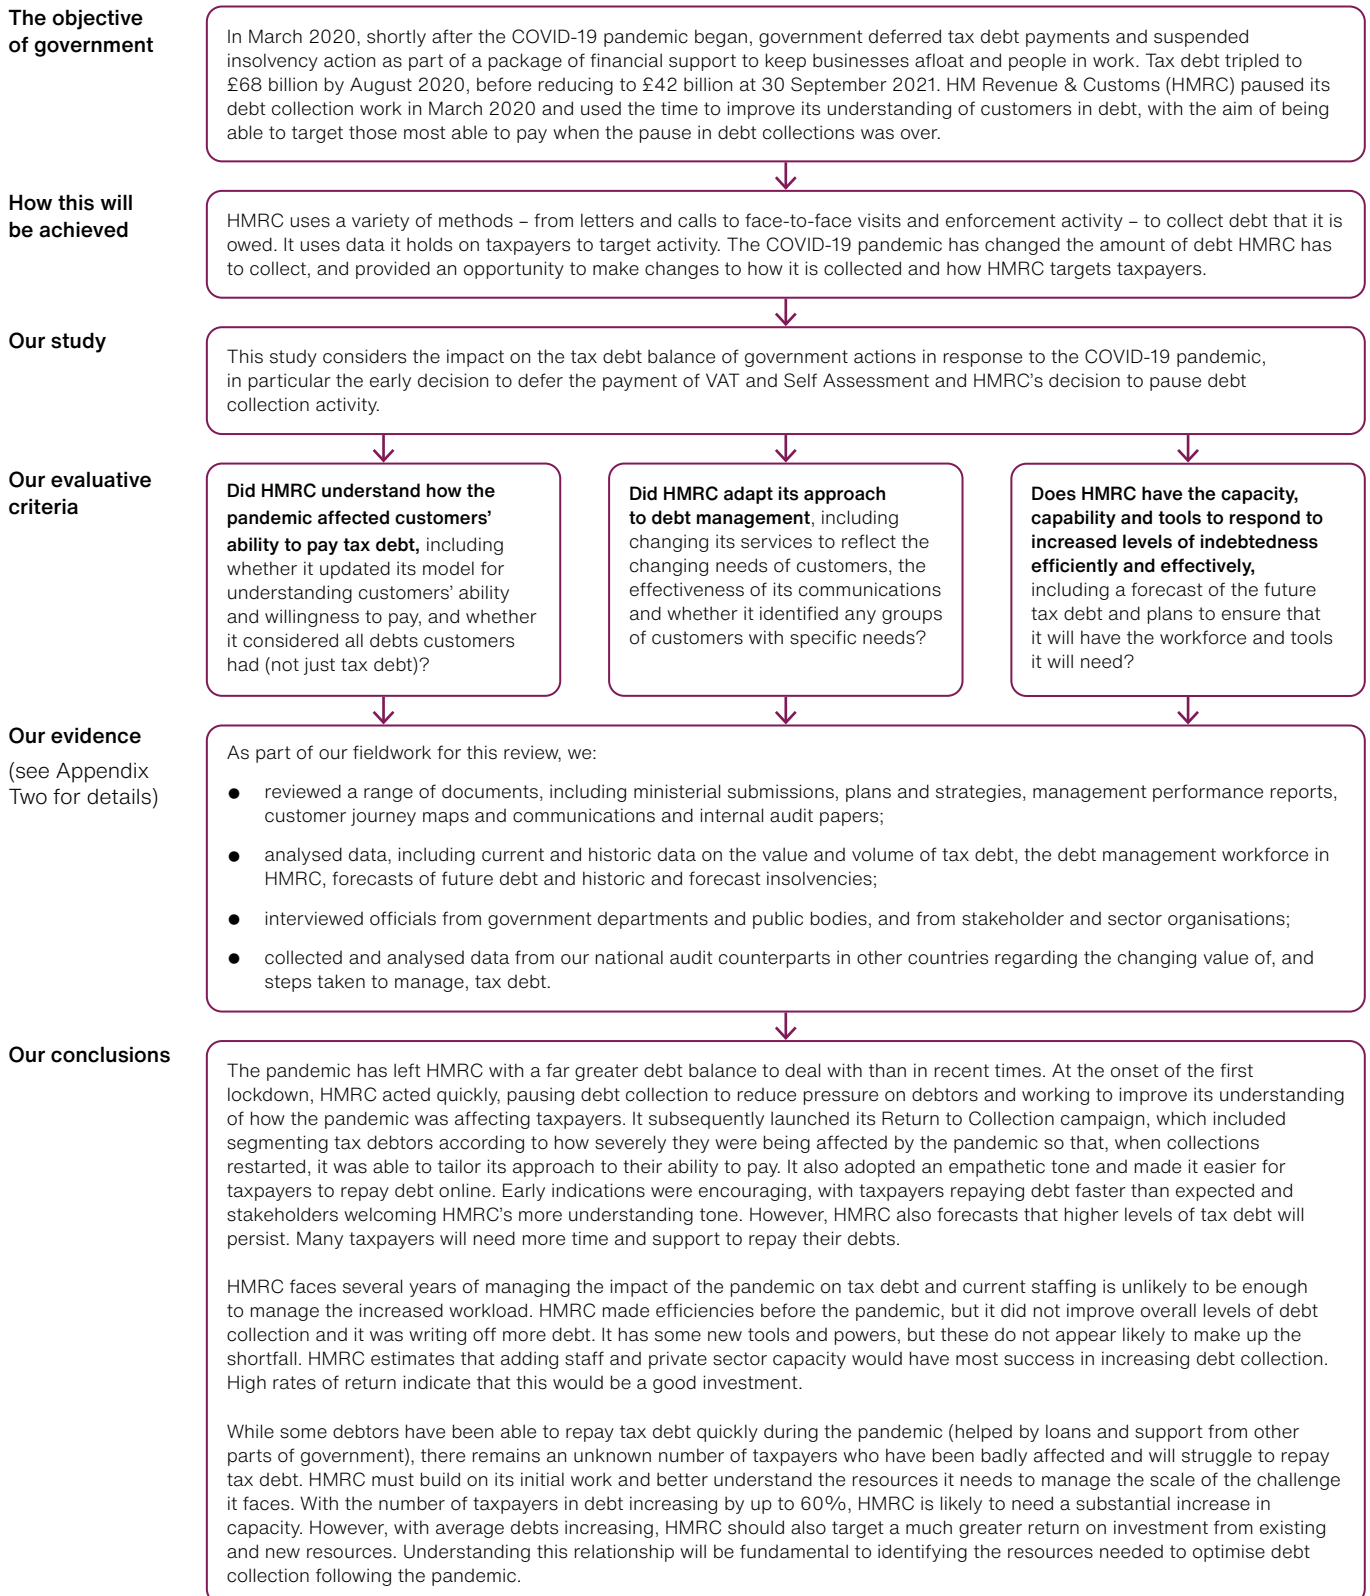 The objective
of government
In March 2020, shortly after the COVID-19 pandemic began, government deferred tax debt payments and suspended
insolvency action as part of a package of financial support to keep businesses afloat and people in work. Tax debt tripled to
£68 billion by August 2020, before reducing to £42 billion at 30 September 2021. HM Revenue & Customs (HMRC) paused its
debt collection work in March 2020 and used the time to improve its understanding of customers in debt, with the aim of being
able to target those most able to pay when the pause in debt collections was over.
How this will
be achieved
HMRC uses a variety of methods – from letters and calls to face-to-face visits and enforcement activity – to collect debt that it is
owed. It uses data it holds on taxpayers to target activity. The COVID-19 pandemic has changed the amount of debt HMRC has
to collect, and provided an opportunity to make changes to how it is collected and how HMRC targets taxpayers.
Our study
This study considers the impact on the tax debt balance of government actions in response to the COVID-19 pandemic,
in particular the early decision to defer the payment of VAT and Self Assessment and HMRC's decision to pause debt
collection activity.
Our evaluative
criteria
Did HMRC understand how the
pandemic affected customers'
ability to pay tax debt, including
whether it updated its model for
understanding customers' ability
and willingness to pay, and whether
it considered all debts customers
had (not just tax debt)?
Did HMRC adapt its approach
to debt management, including
changing its services to reflect the
changing needs of customers, the
effectiveness of its communications
and whether it identified any groups
of customers with specific needs?
Does HMRC have the capacity,
capability and tools to respond to
increased levels of indebtedness
efficiently and effectively,
including a forecast of the future
tax debt and plans to ensure that
it will have the workforce and tools
it will need?
Our evidence
(see Appendix
Two for details)
As part of our fieldwork for this review, we:
● reviewed a range of documents, including ministerial submissions, plans and strategies, management performance reports,
customer journey maps and communications and internal audit papers;
● analysed data, including current and historic data on the value and volume of tax debt, the debt management workforce in
HMRC, forecasts of future debt and historic and forecast insolvencies;
● interviewed officials from government departments and public bodies, and from stakeholder and sector organisations;
● collected and analysed data from our national audit counterparts in other countries regarding the changing value of, and
steps taken to manage, tax debt.
Our conclusions
The pandemic has left HMRC with a far greater debt balance to deal with than in recent times. At the onset of the first
lockdown, HMRC acted quickly, pausing debt collection to reduce pressure on debtors and working to improve its understanding
of how the pandemic was affecting taxpayers. It subsequently launched its Return to Collection campaign, which included
segmenting tax debtors according to how severely they were being affected by the pandemic so that, when collections
restarted, it was able to tailor its approach to their ability to pay. It also adopted an empathetic tone and made it easier for
taxpayers to repay debt online. Early indications were encouraging, with taxpayers repaying debt faster than expected and
stakeholders welcoming HMRC's more understanding tone. However, HMRC also forecasts that higher levels of tax debt will
persist. Many taxpayers will need more time and support to repay their debts.
HMRC faces several years of managing the impact of the pandemic on tax debt and current staffing is unlikely to be enough
to manage the increased workload. HMRC made efficiencies before the pandemic, but it did not improve overall levels of debt
collection and it was writing off more debt. It has some new tools and powers, but these do not appear likely to make up the
shortfall. HMRC estimates that adding staff and private sector capacity would have most success in increasing debt collection.
High rates of return indicate that this would be a good investment.
While some debtors have been able to repay tax debt quickly during the pandemic (helped by loans and support from other
parts of government), there remains an unknown number of taxpayers who have been badly affected and will struggle to repay
tax debt. HMRC must build on its initial work and better understand the resources it needs to manage the scale of the challenge
it faces. With the number of taxpayers in debt increasing by up to 60%, HMRC is likely to need a substantial increase in
capacity. However, with average debts increasing, HMRC should also target a much greater return on investment from existing
and new resources. Understanding this relationship will be fundamental to identifying the resources needed to optimise debt
collection following the pandemic.